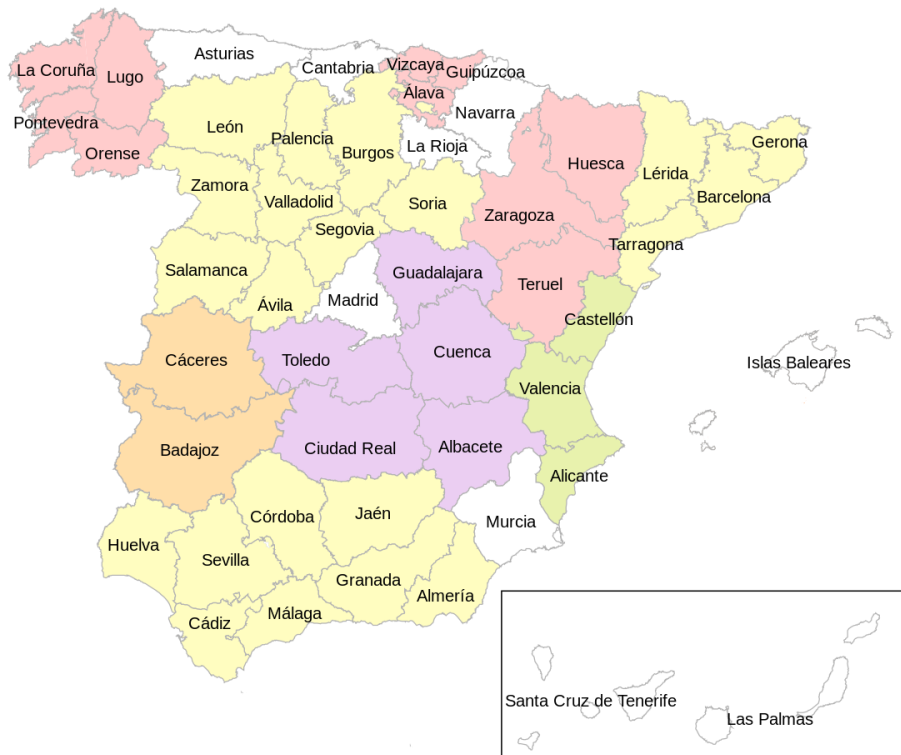 Asturias
Cantabria
Vizcaya
Guipúzcoa
La Coruña
Lugo
Álava
Navarra
Pontevedra
León
Palencia
Burgos
La Rioja
Gerona
Orense
Huesca
Lérida
Zamora
Valladolid
Soria
Barcelona
Segovia
Zaragoza
Tarragona
Salamanca
Guadalajara
Teruel
Ávila
Madrid
Castellón
Cáceres
Toledo
Cuenca
Islas Baleares
Valencia
Badajoz
Ciudad Real
Albacete
Alicante
Córdoba
Jaén
Murcia
Huelva
Sevilla
Granada
Almería
Cádiz
Málaga
Santa Cruz de Tenerife
Las Palmas